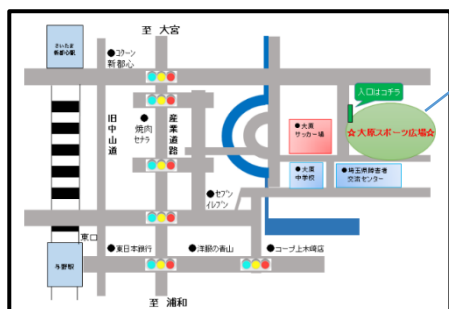 至 大宮
さいたま
新都心駅
●コクーン
新都心
入口はコチラ
●
焼肉
セナラ
旧中山道
産業道路
●大原
サッカー場
☆大原スポーツ広場☆
●大原
中学校
●埼玉県障害者
交流センター
●セブン
イレブン
東口
●東日本銀行
●洋服の青山
●コープ上木崎店
与野駅
至 浦和